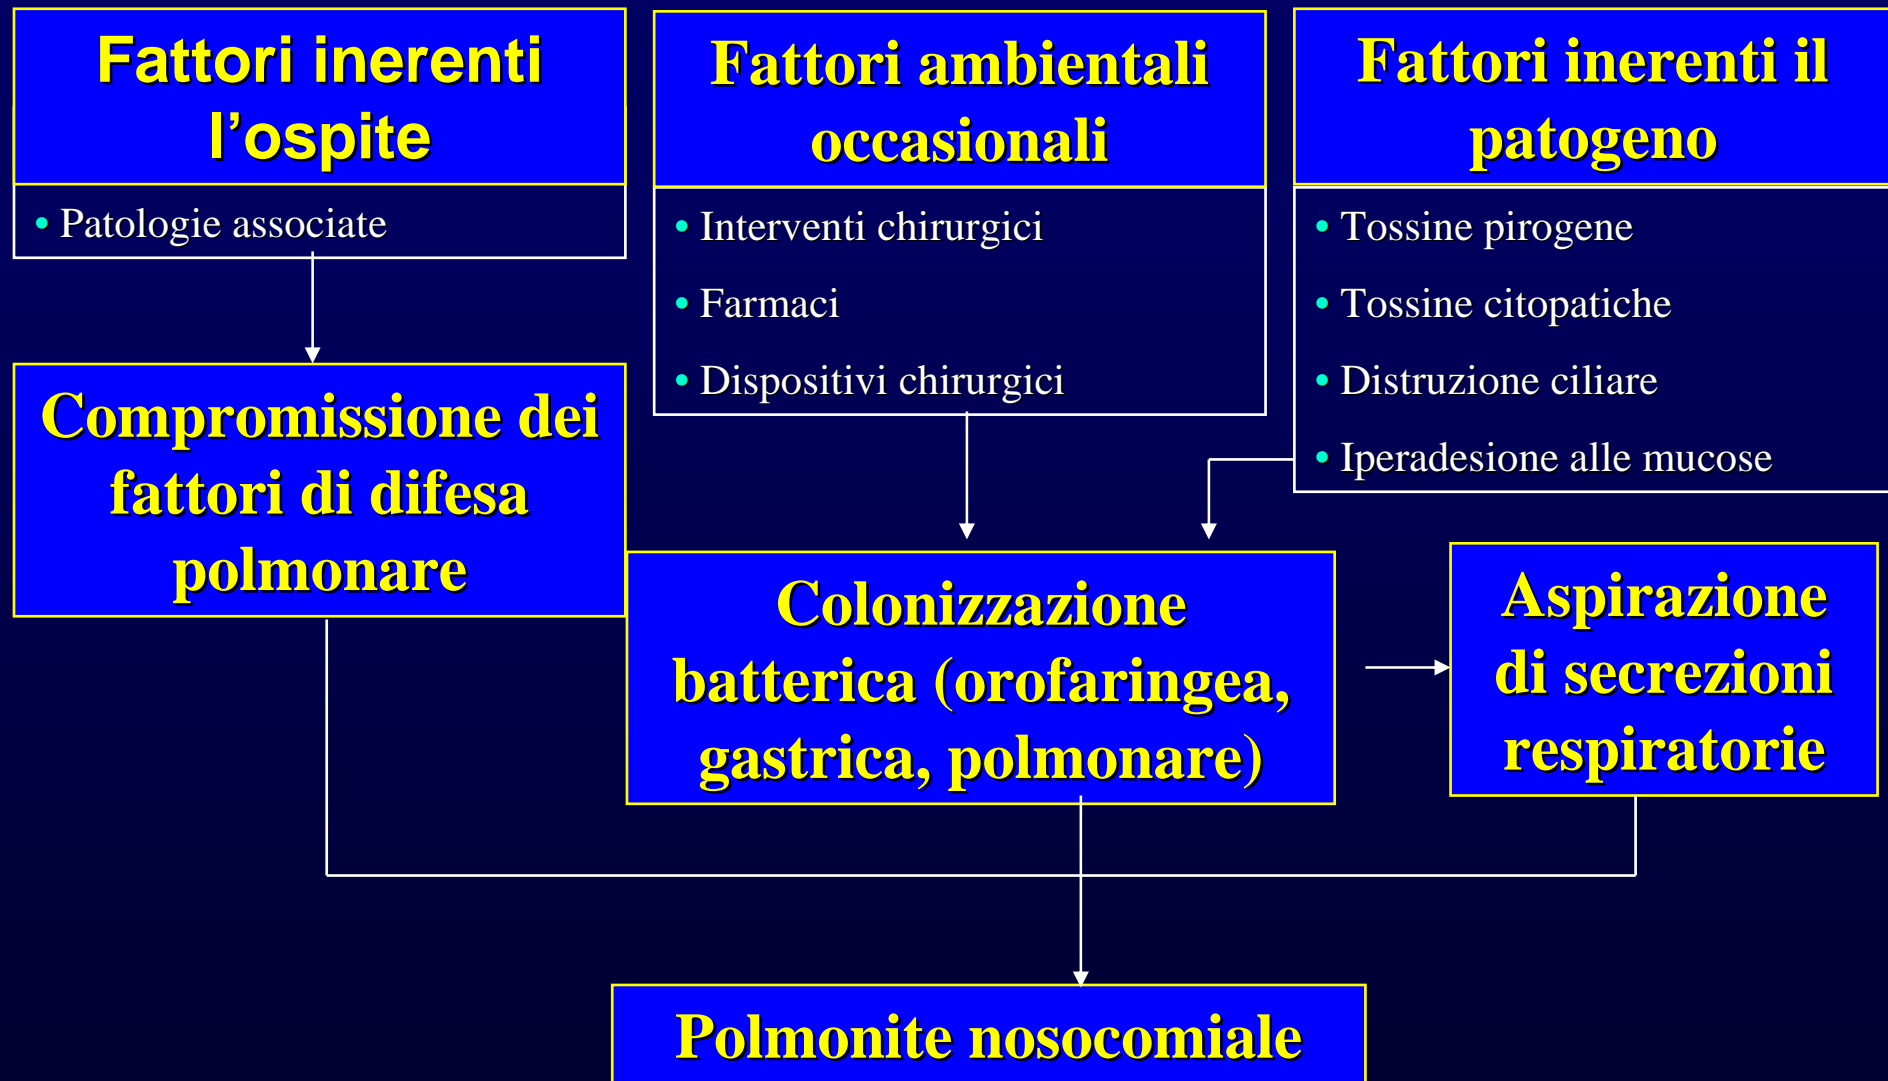 Fattori inerenti
l’ospite
• Patologie associate
Fattori ambientali
occasionali
• Interventi chirurgici
• Farmaci
• Dispositivi chirurgici
Fattori inerenti il
patogeno
• Tossine pirogene
• Tossine citopatiche
• Distruzione ciliare
• Iperadesione alle mucose
Compromissione dei
fattori di difesa
polmonare
Colonizzazione
batterica (orofaringea,
gastrica, polmonare)
Aspirazione
di secrezioni
respiratorie
Polmonite nosocomiale